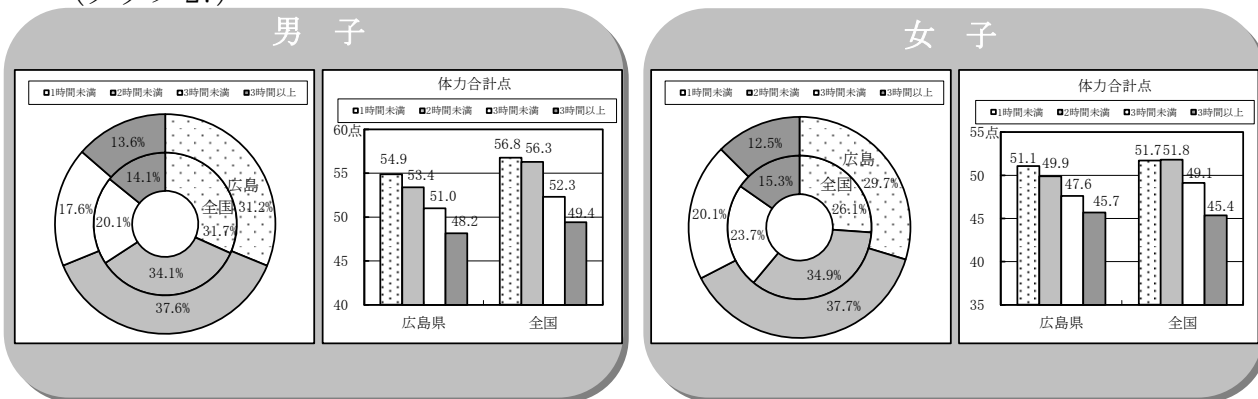 男 子
□1時間未満 □2時間未満 □3時間未満 ■3時間以上
13.6%
14.1%
広島
31.2%
全国
31.7%
17.6%
20.1%
34.1%
37.6%
体力合計点
□1時間未満 □2時間未満 □3時間未満 ■3時間以上
60点
55
50
45
40
54.9
53.4
51.0
48.2
56.8
56.3
52.3
49.4
広島県
全国
女 子
□1時間未満 □2時間未満 □3時間未満 ■3時間以上
12.5%
15.3%
広島
29.7%
全国
26.1%
20.1%
23.7%
34.9%
37.7%
体力合計点
□1時間未満 □2時間未満 □3時間未満 ■3時間以上
55点
50
45
40
35
51.1
49.9
47.6
45.7
51.7
51.8
49.1
45.4
広島県
全国